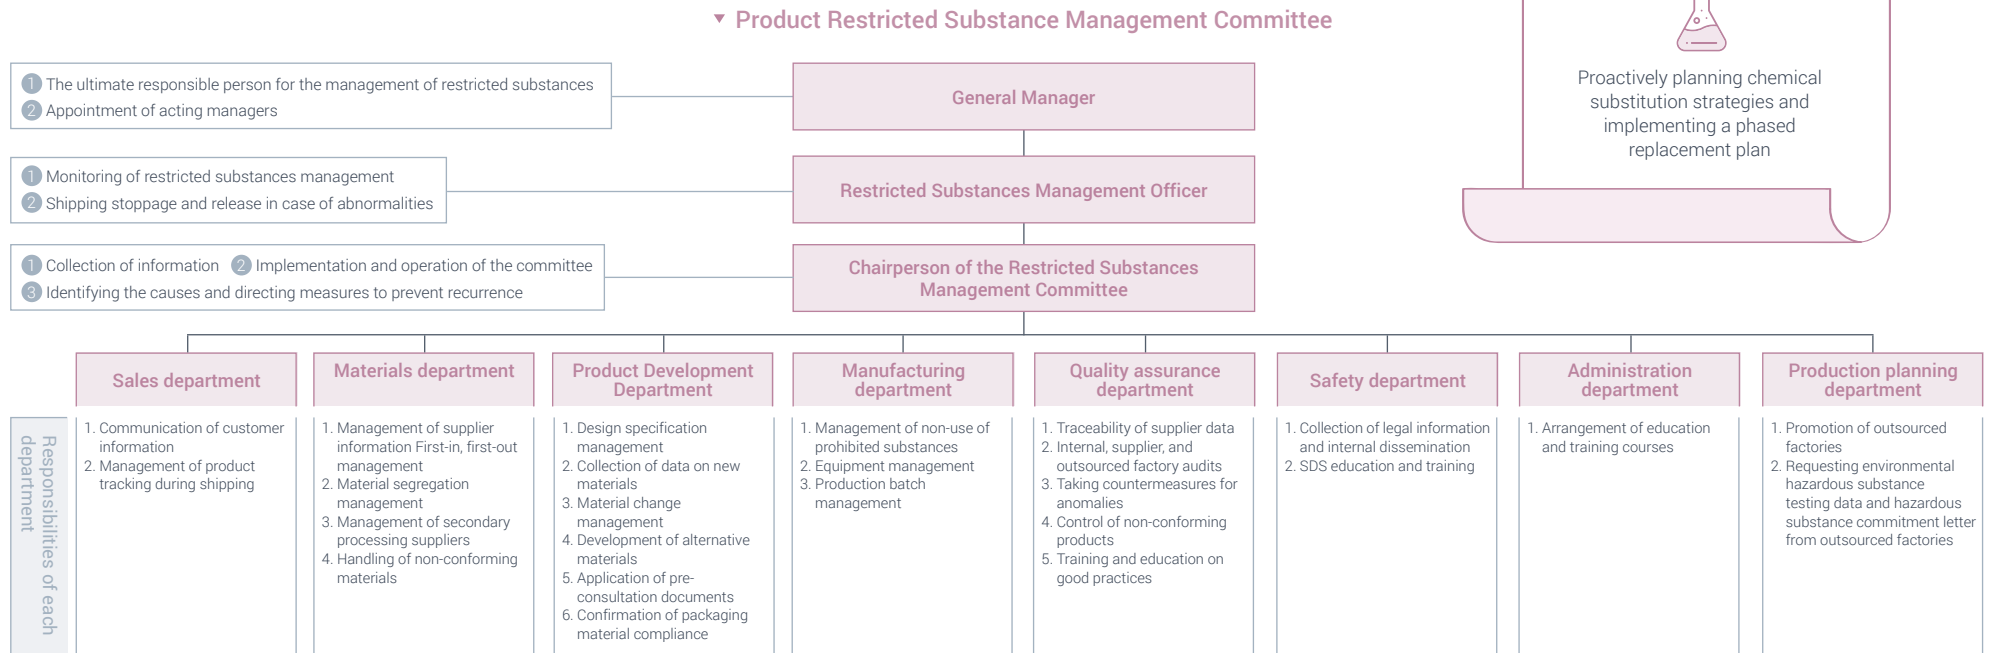 ▼ Product Restricted Substance Management Committee
1 The ultimate responsible person for the management of restricted substances
2 Appointment of acting managers
General Manager
Proactively planning chemical
substitution strategies and
implementing a phased
replacement plan
1 Monitoring of restricted substances management
2 Shipping stoppage and release in case of abnormalities
Restricted Substances Management Officer
1 Collection of information 2 Implementation and operation of the committee
3 Identifying the causes and directing measures to prevent recurrence
Chairperson of the Restricted Substances
Management Committee
Responsibilities of each
department
Sales department
1. Communication of customer
information
2. Management of product
tracking during shipping
Materials department
1. Management of supplier
information First-in, first-out
management
2. Material segregation
management
3. Management of secondary
processing suppliers
4. Handling of non-conforming
materials
Product Development
Department
1. Design specification
management
2. Collection of data on new
materials
3. Material change
management
4. Development of alternative
materials
5. Application of pre-
consultation documents
6. Confirmation of packaging
material compliance
Manufacturing
department
1. Management of non-use of
prohibited substances
2. Equipment management
3. Production batch
management
Quality assurance
department
1. Traceability of supplier data
2. Internal, supplier, and
outsourced factory audits
3. Taking countermeasures for
anomalies
4. Control of non-conforming
products
5. Training and education on
good practices
Safety department
1. Collection of legal information
and internal dissemination
2. SDS education and training
Administration
department
1. Arrangement of education
and training courses
Production planning
department
1. Promotion of outsourced
factories
2. Requesting environmental
hazardous substance
testing data and hazardous
substance commitment letter
from outsourced factories